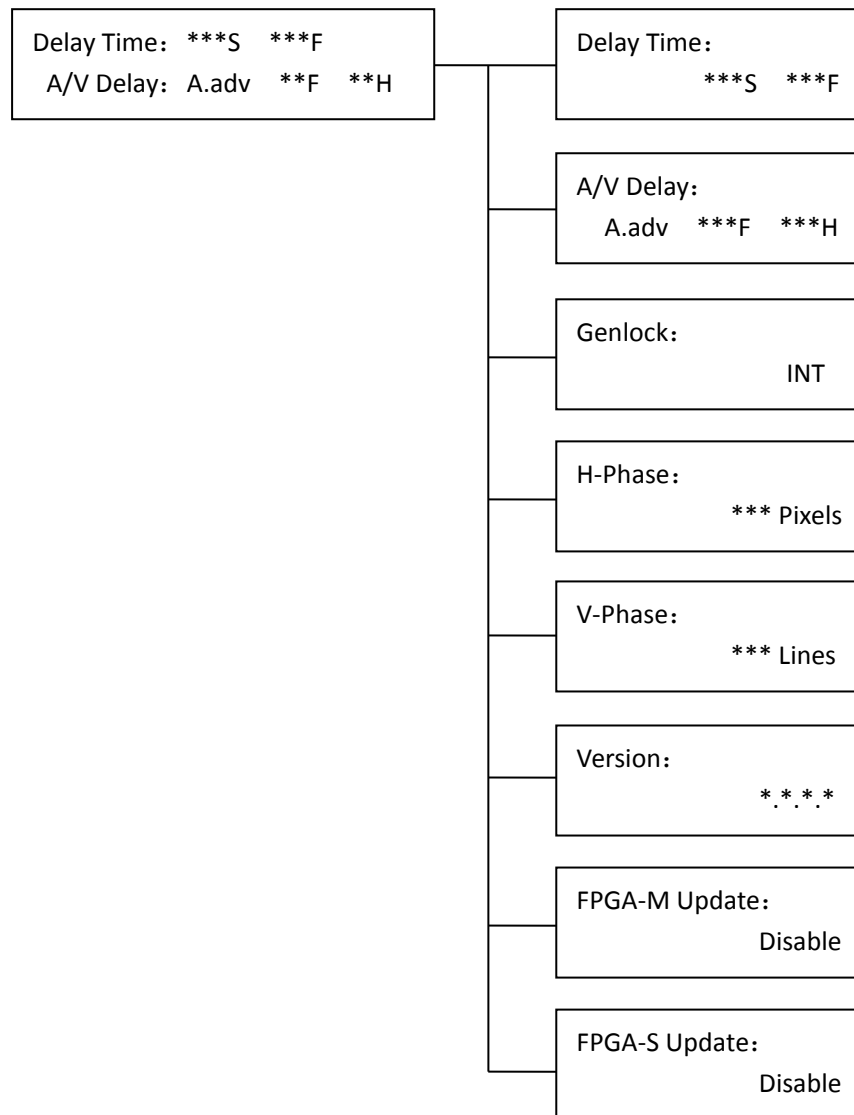 Delay Time： ***S ***F
A/V Delay： A.adv **F **H
Delay Time：
***S ***F
A/V Delay：
A.adv ***F ***H
Genlock：
INT
H-Phase：
*** Pixels
V-Phase：
*** Lines
Version：
*.*.*.*
FPGA-M Update：
Disable
FPGA-S Update：
Disable